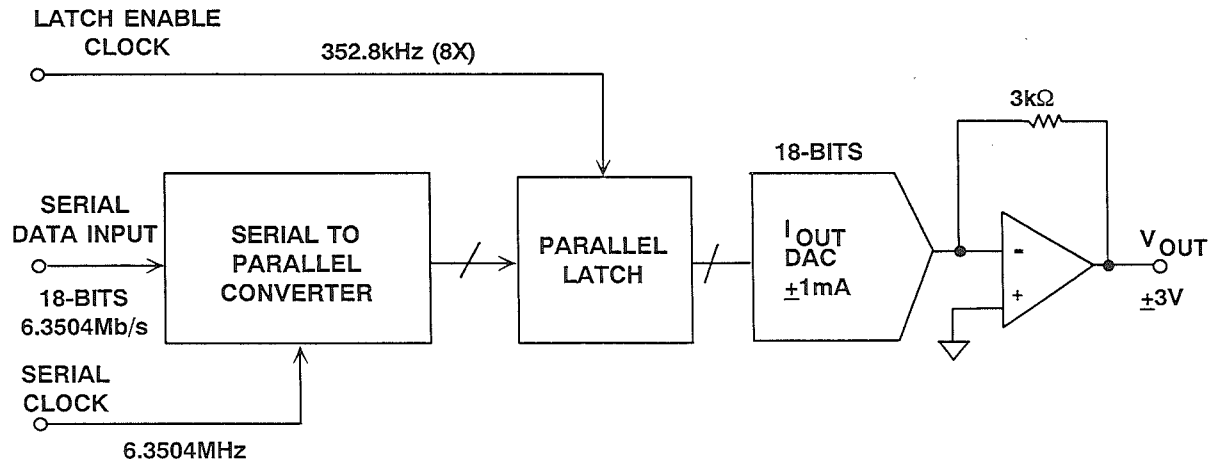 LATCH ENABLE
CLOCK
352.8kHz (8X)
3kΩ
18-BITS
SERIAL
DATA INPUT
18-BITS
6.3504Mb/s
SERIAL TO
PARALLEL
CONVERTER
PARALLEL
LATCH
I OUT
DAC
±1mA
-
+
V OUT
±3V
SERIAL
CLOCK
6.3504MHz